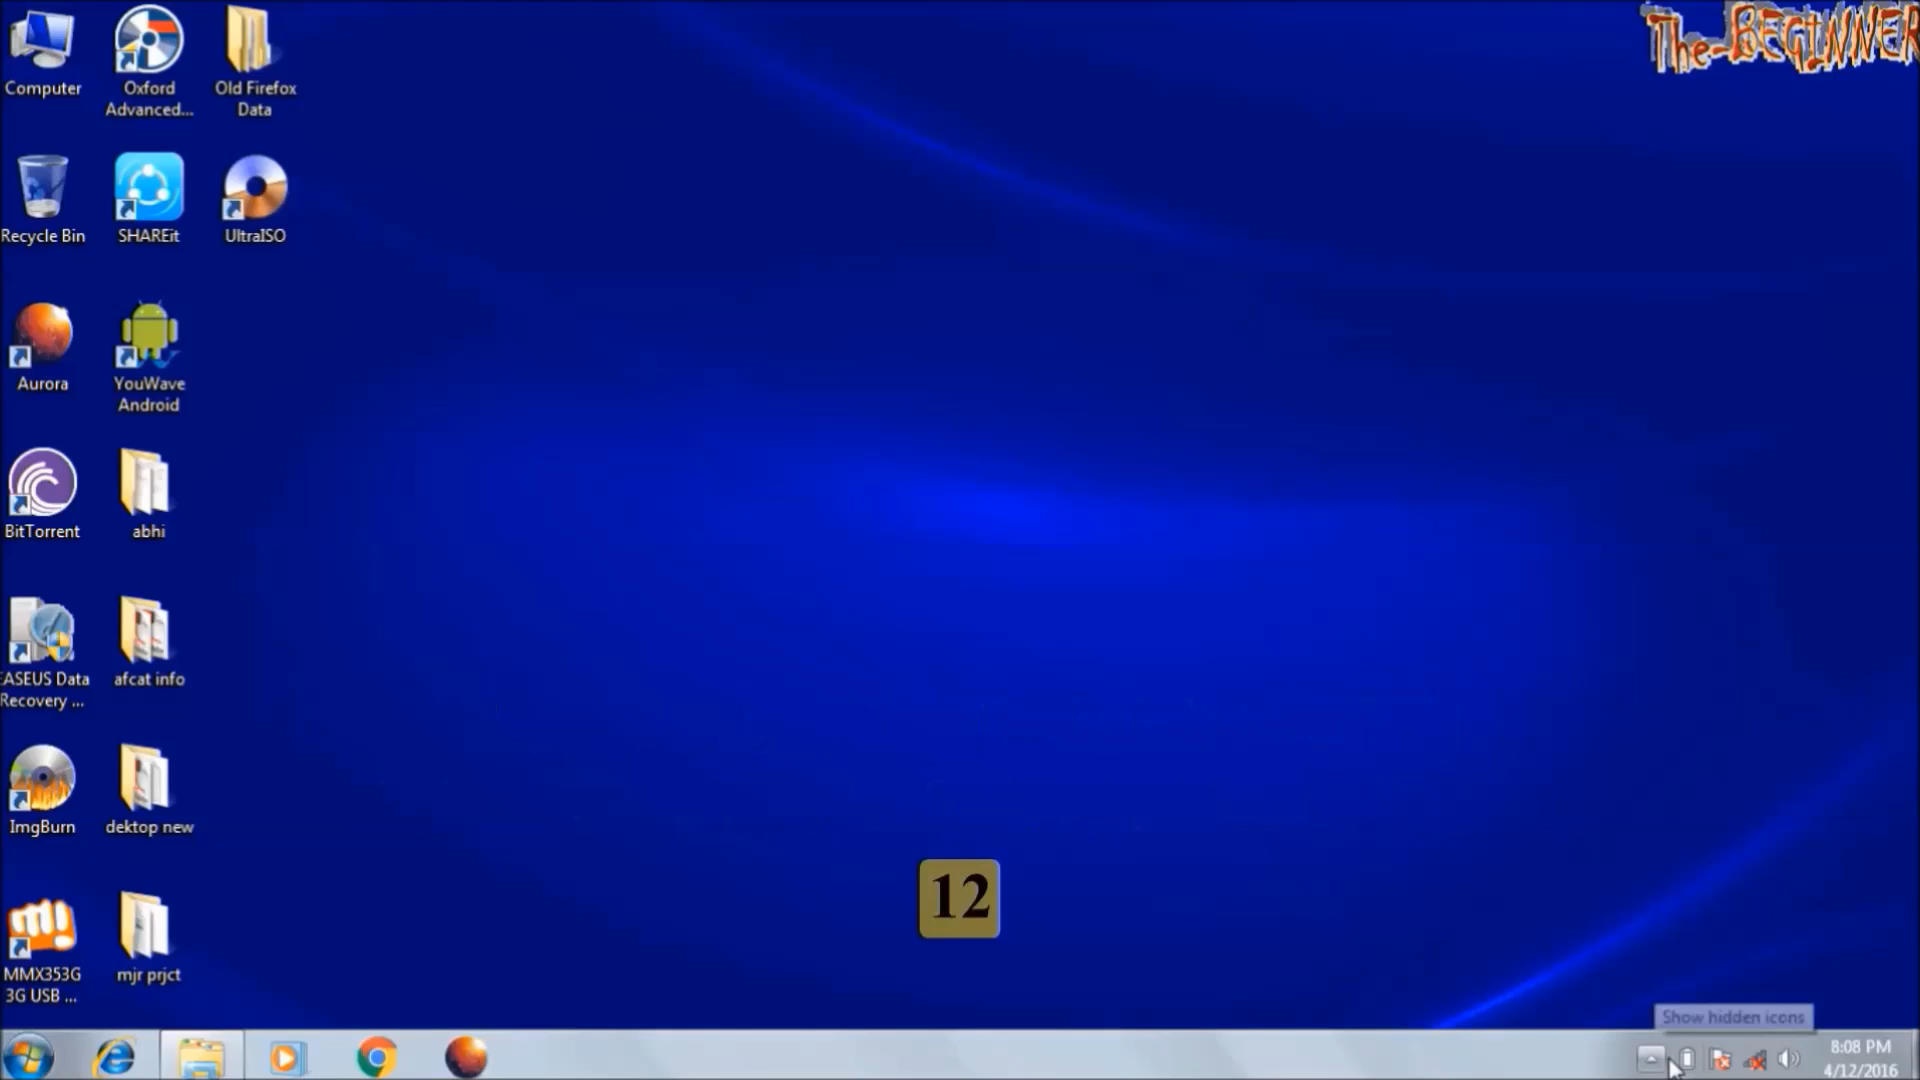 The-BEGINNER
Computer
Oxford
Advanced...
Old Firefox
Data
Recycle Bin
SHAREit
UltraISO
Aurora
YouWave
Android
BitTorrent
abhi
EASEUS Data
Recovery ...
afcat info
ImgBurn
dektop new
12
MMX353G
3G USB ...
mjr prjct
Show hidden icons
8:08 PM
4/12/2016